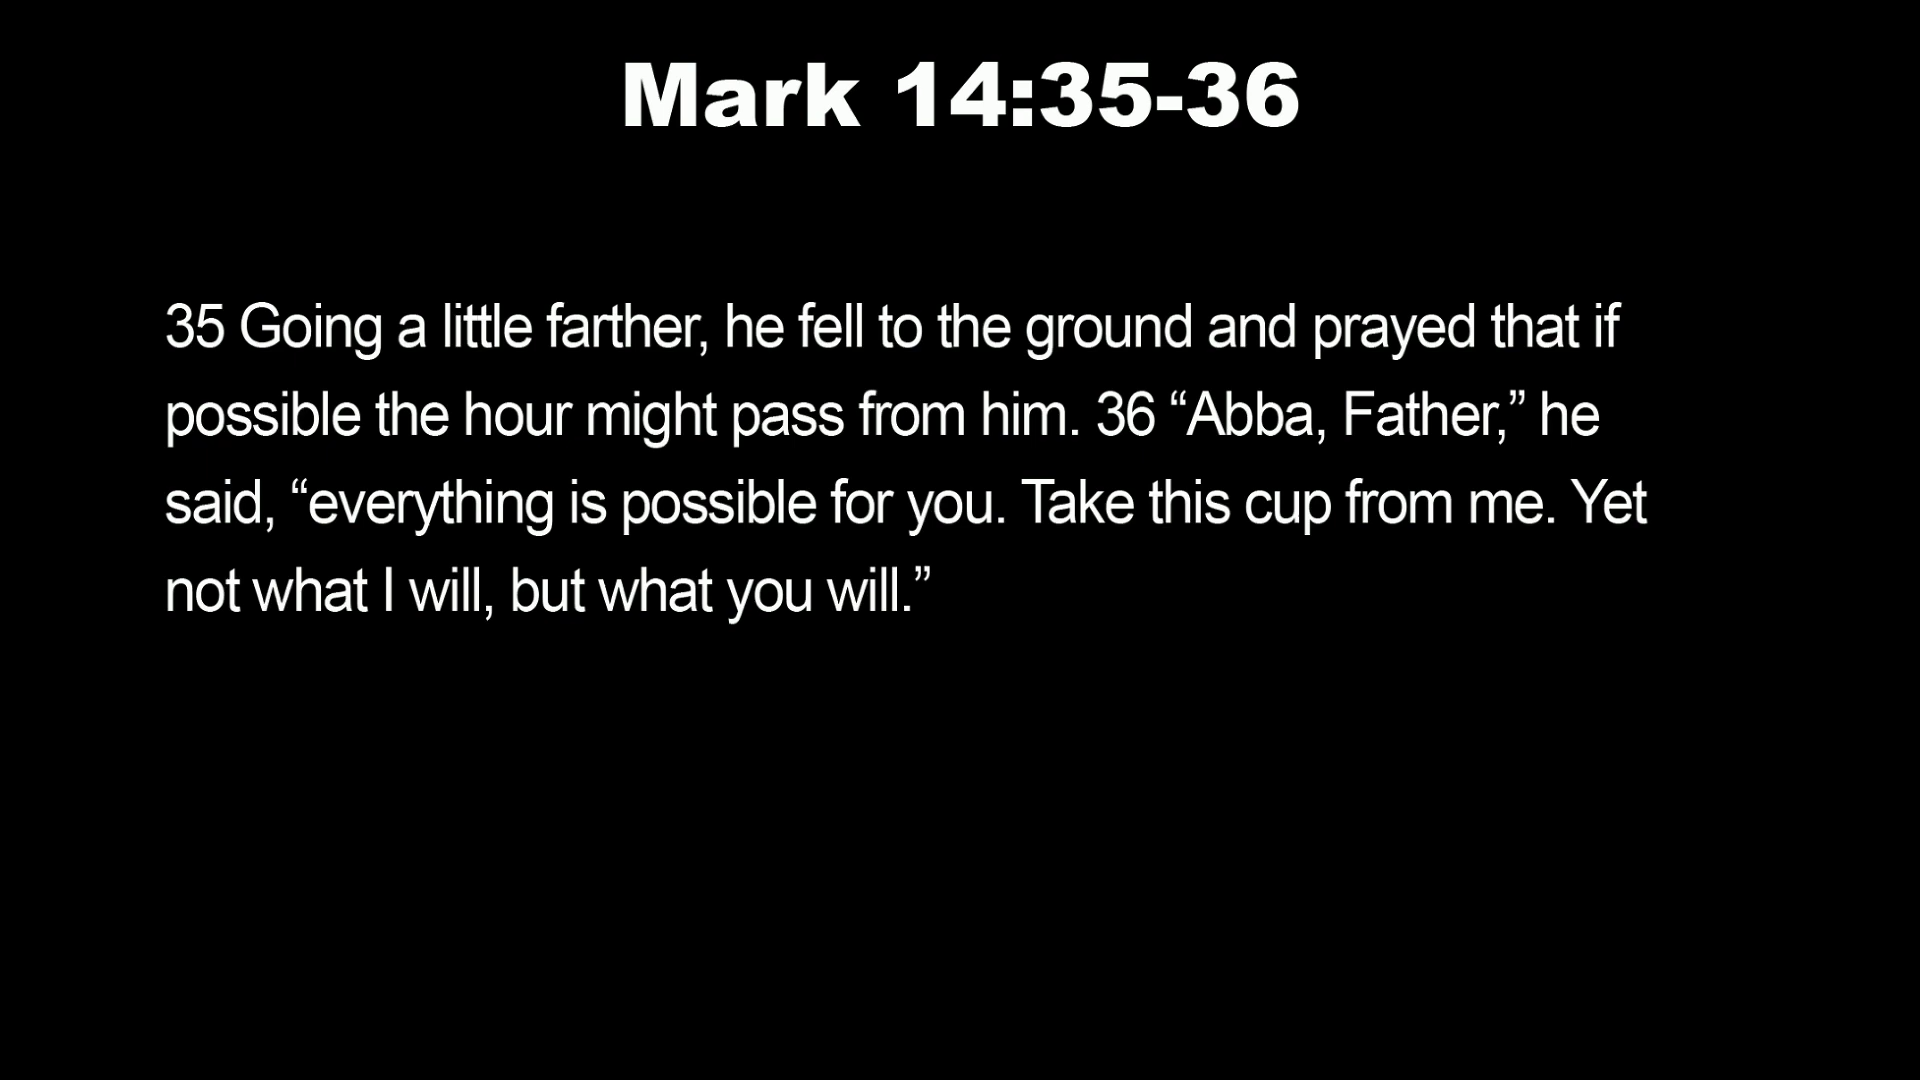 Mark 14:35-36
35 Going a little farther, he fell to the ground and prayed that if
possible the hour might pass from him. 36 “Abba, Father,” he
said, “everything is possible for you. Take this cup from me. Yet
not what I will, but what you will.”